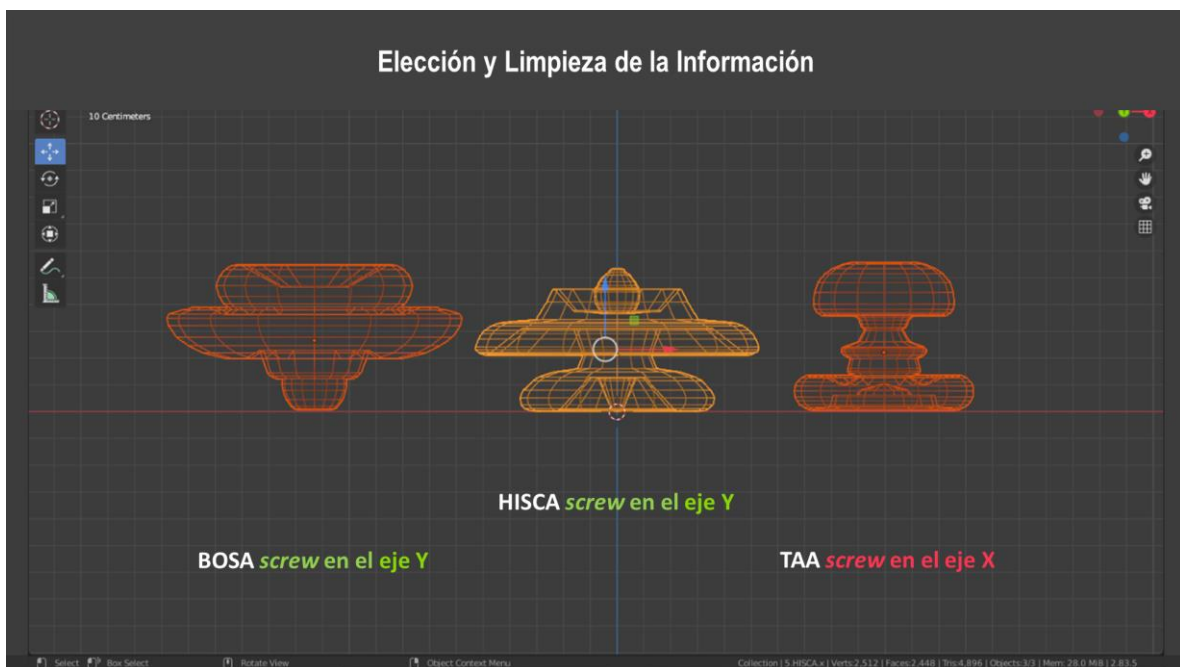 Elección y Limpieza de la Información
10 Centimeters
HISCA screw en el eje Y
BOSA screw en el eje Y
TAA screw en el eje X
Select
Box Select
Rotate View
Object Context Menu
Collection | 5.HISCA.x | Verts:2,512 | Faces:2,448 | Tris:4,896 | Objects:3/3 | Mem: 28.0 MiB | 2.83.5